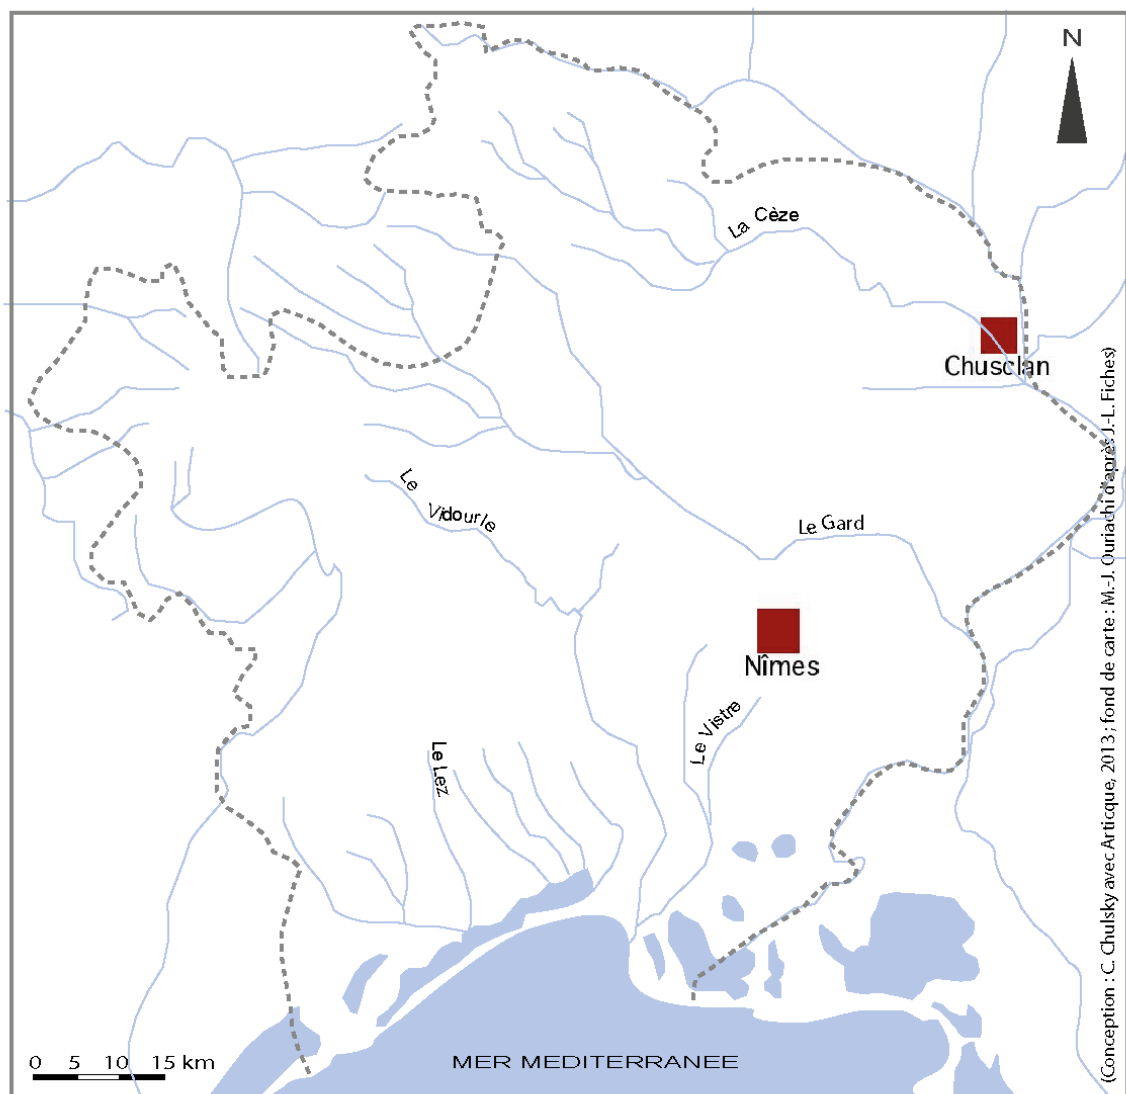 N
La Cèze
Chusclan
Le Vidourle
Le Gard
Nîmes
Le Vistre
Le Lez
0 5 10 15 km
MER MEDITERRANEE
(Conception : C. Chulsky avec Articque, 2013 ; fond de carte : M.-J. Ouriachi d'après J.-L. Fiches)